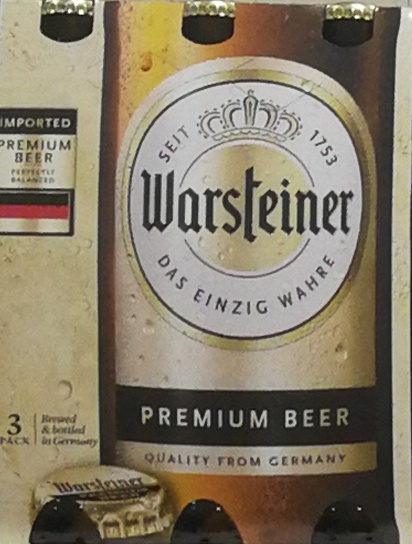 IMPORTED
PREMIUM
BEER
PERFECTLY
BALANCED
SEIT 1753
Warsteiner
DAS EINZIG WAHRE
PREMIUM BEER
QUALITY FROM GERMANY
3
PACK
Brewed
& bottled
in Germany
Warsteiner